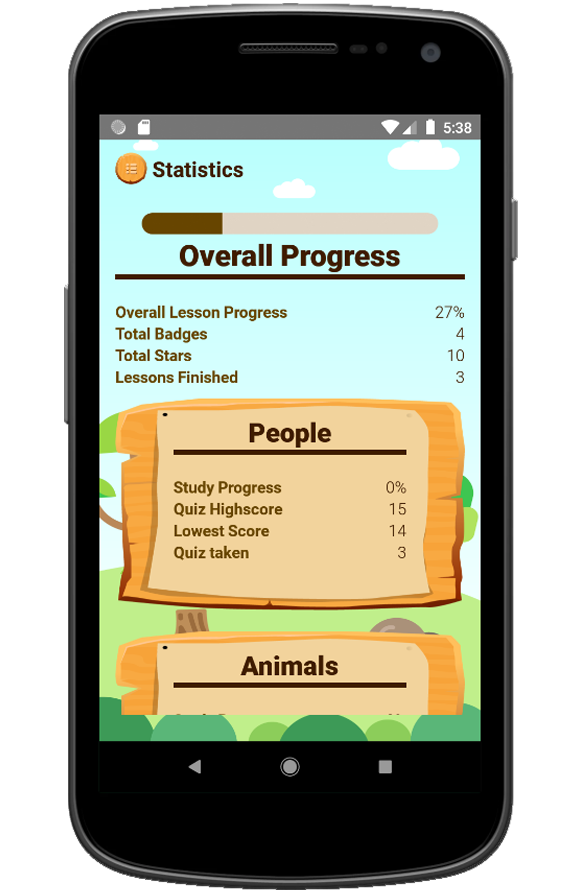 5:38
Statistics
Overall Progress
Overall Lesson Progress 27%
Total Badges 4
Total Stars 10
Lessons Finished 3
People
Study Progress 0%
Quiz Highscore 15
Lowest Score 14
Quiz taken 3
Animals